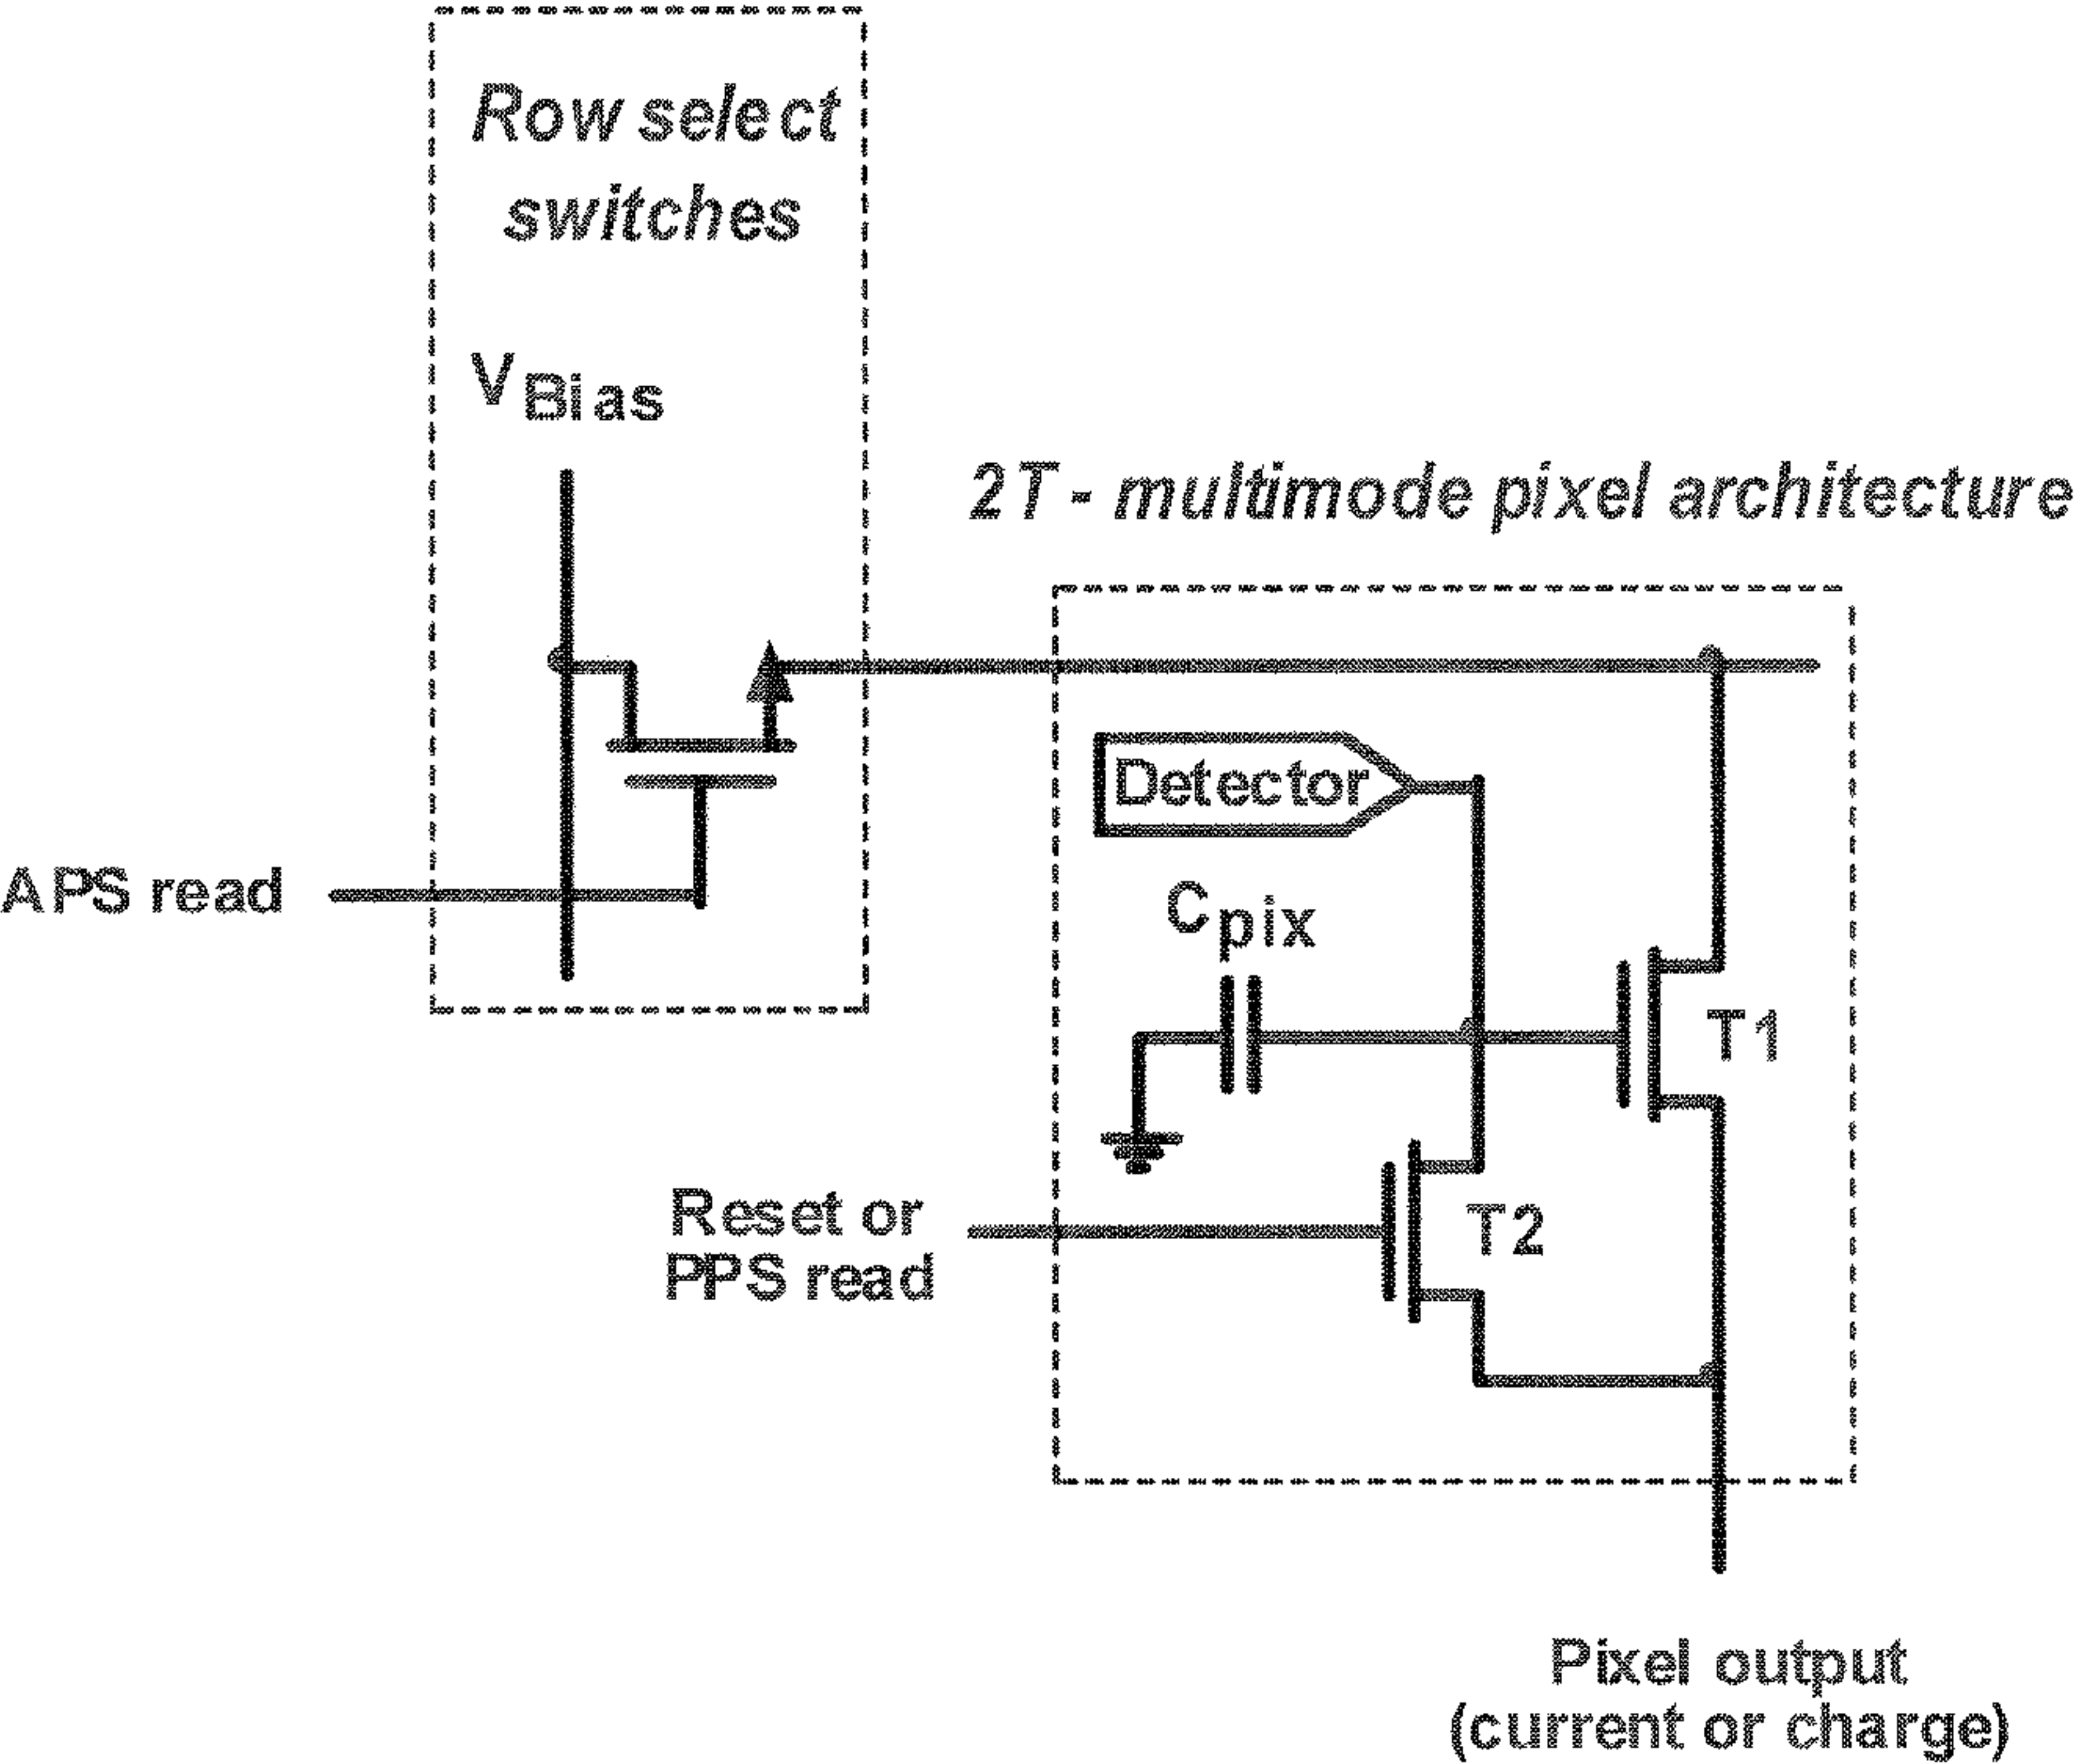 Row select
switches
VBias
2T - multimode pixel architecture
Detector
APS read
Cpix
T1
Reset or
PPS read
T2
Pixel output
(current or charge)